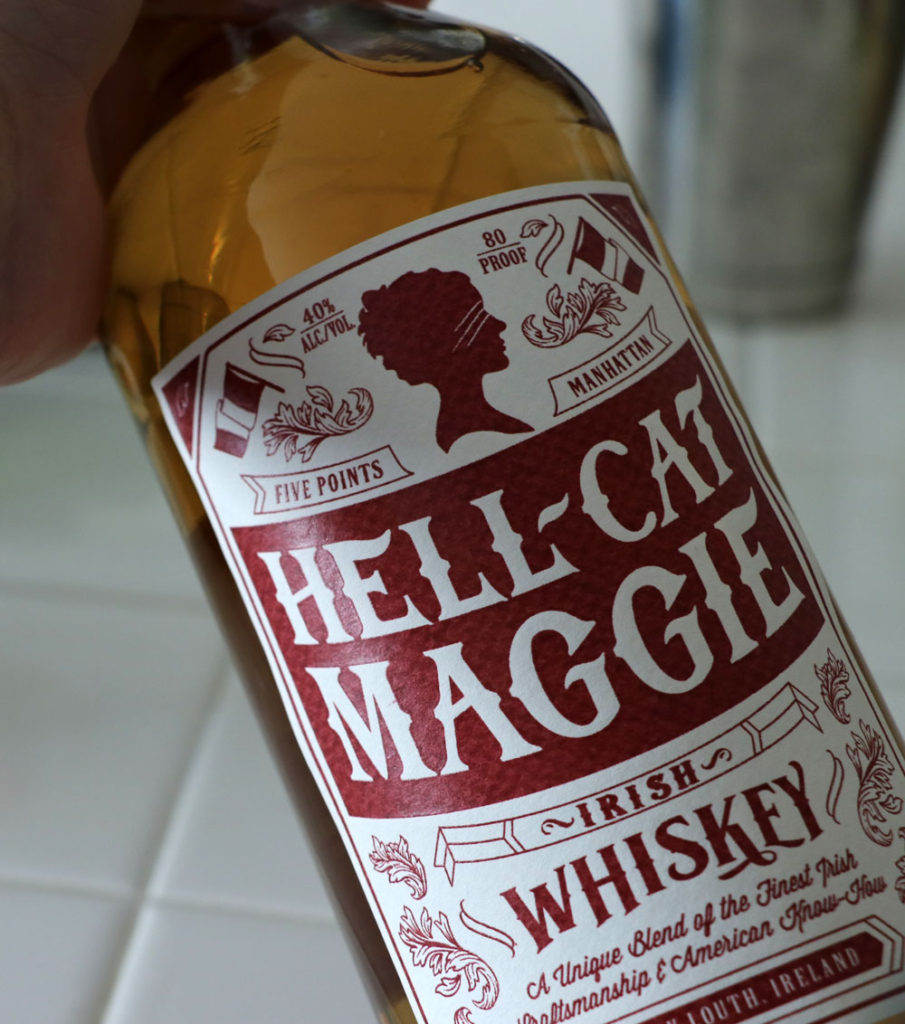 40%
ALC/VOL.
80
PROOF
FIVE POINTS
MANHATTAN
HELL-CAT
MAGGIE
IRISH
WHISKEY
A Unique Blend of the Finest Irish
Craftsmanship & American Know-How
LOUTH, IRELAND